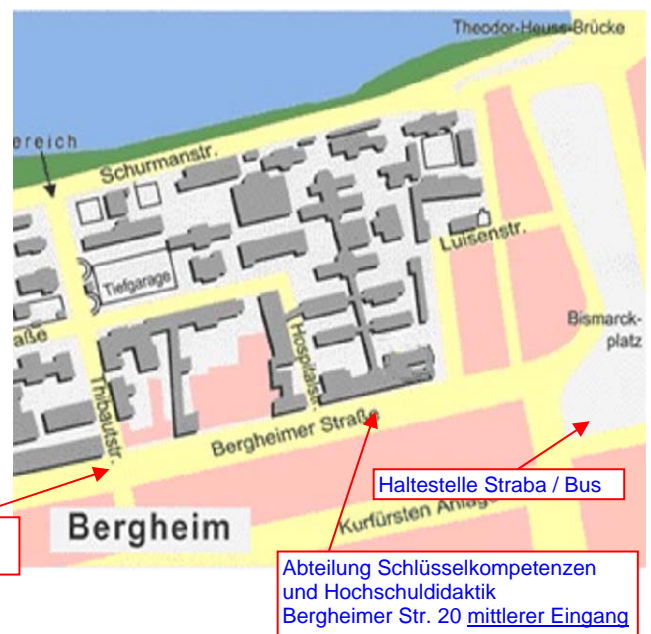 Theodor-Heuss-Brücke
ereich
Schurmanstr.
Luisenstr.
Tiefgarage
Bismarck-
platz
aße
Hospitalstr.
Thibautstr.
Bergheimer Straße
Haltestelle Straba / Bus
Kurfürsten Anlage
Bergheim
Abteilung Schlüsselkompetenzen
und Hochschuldidaktik
Bergheimer Str. 20 mittlerer Eingang